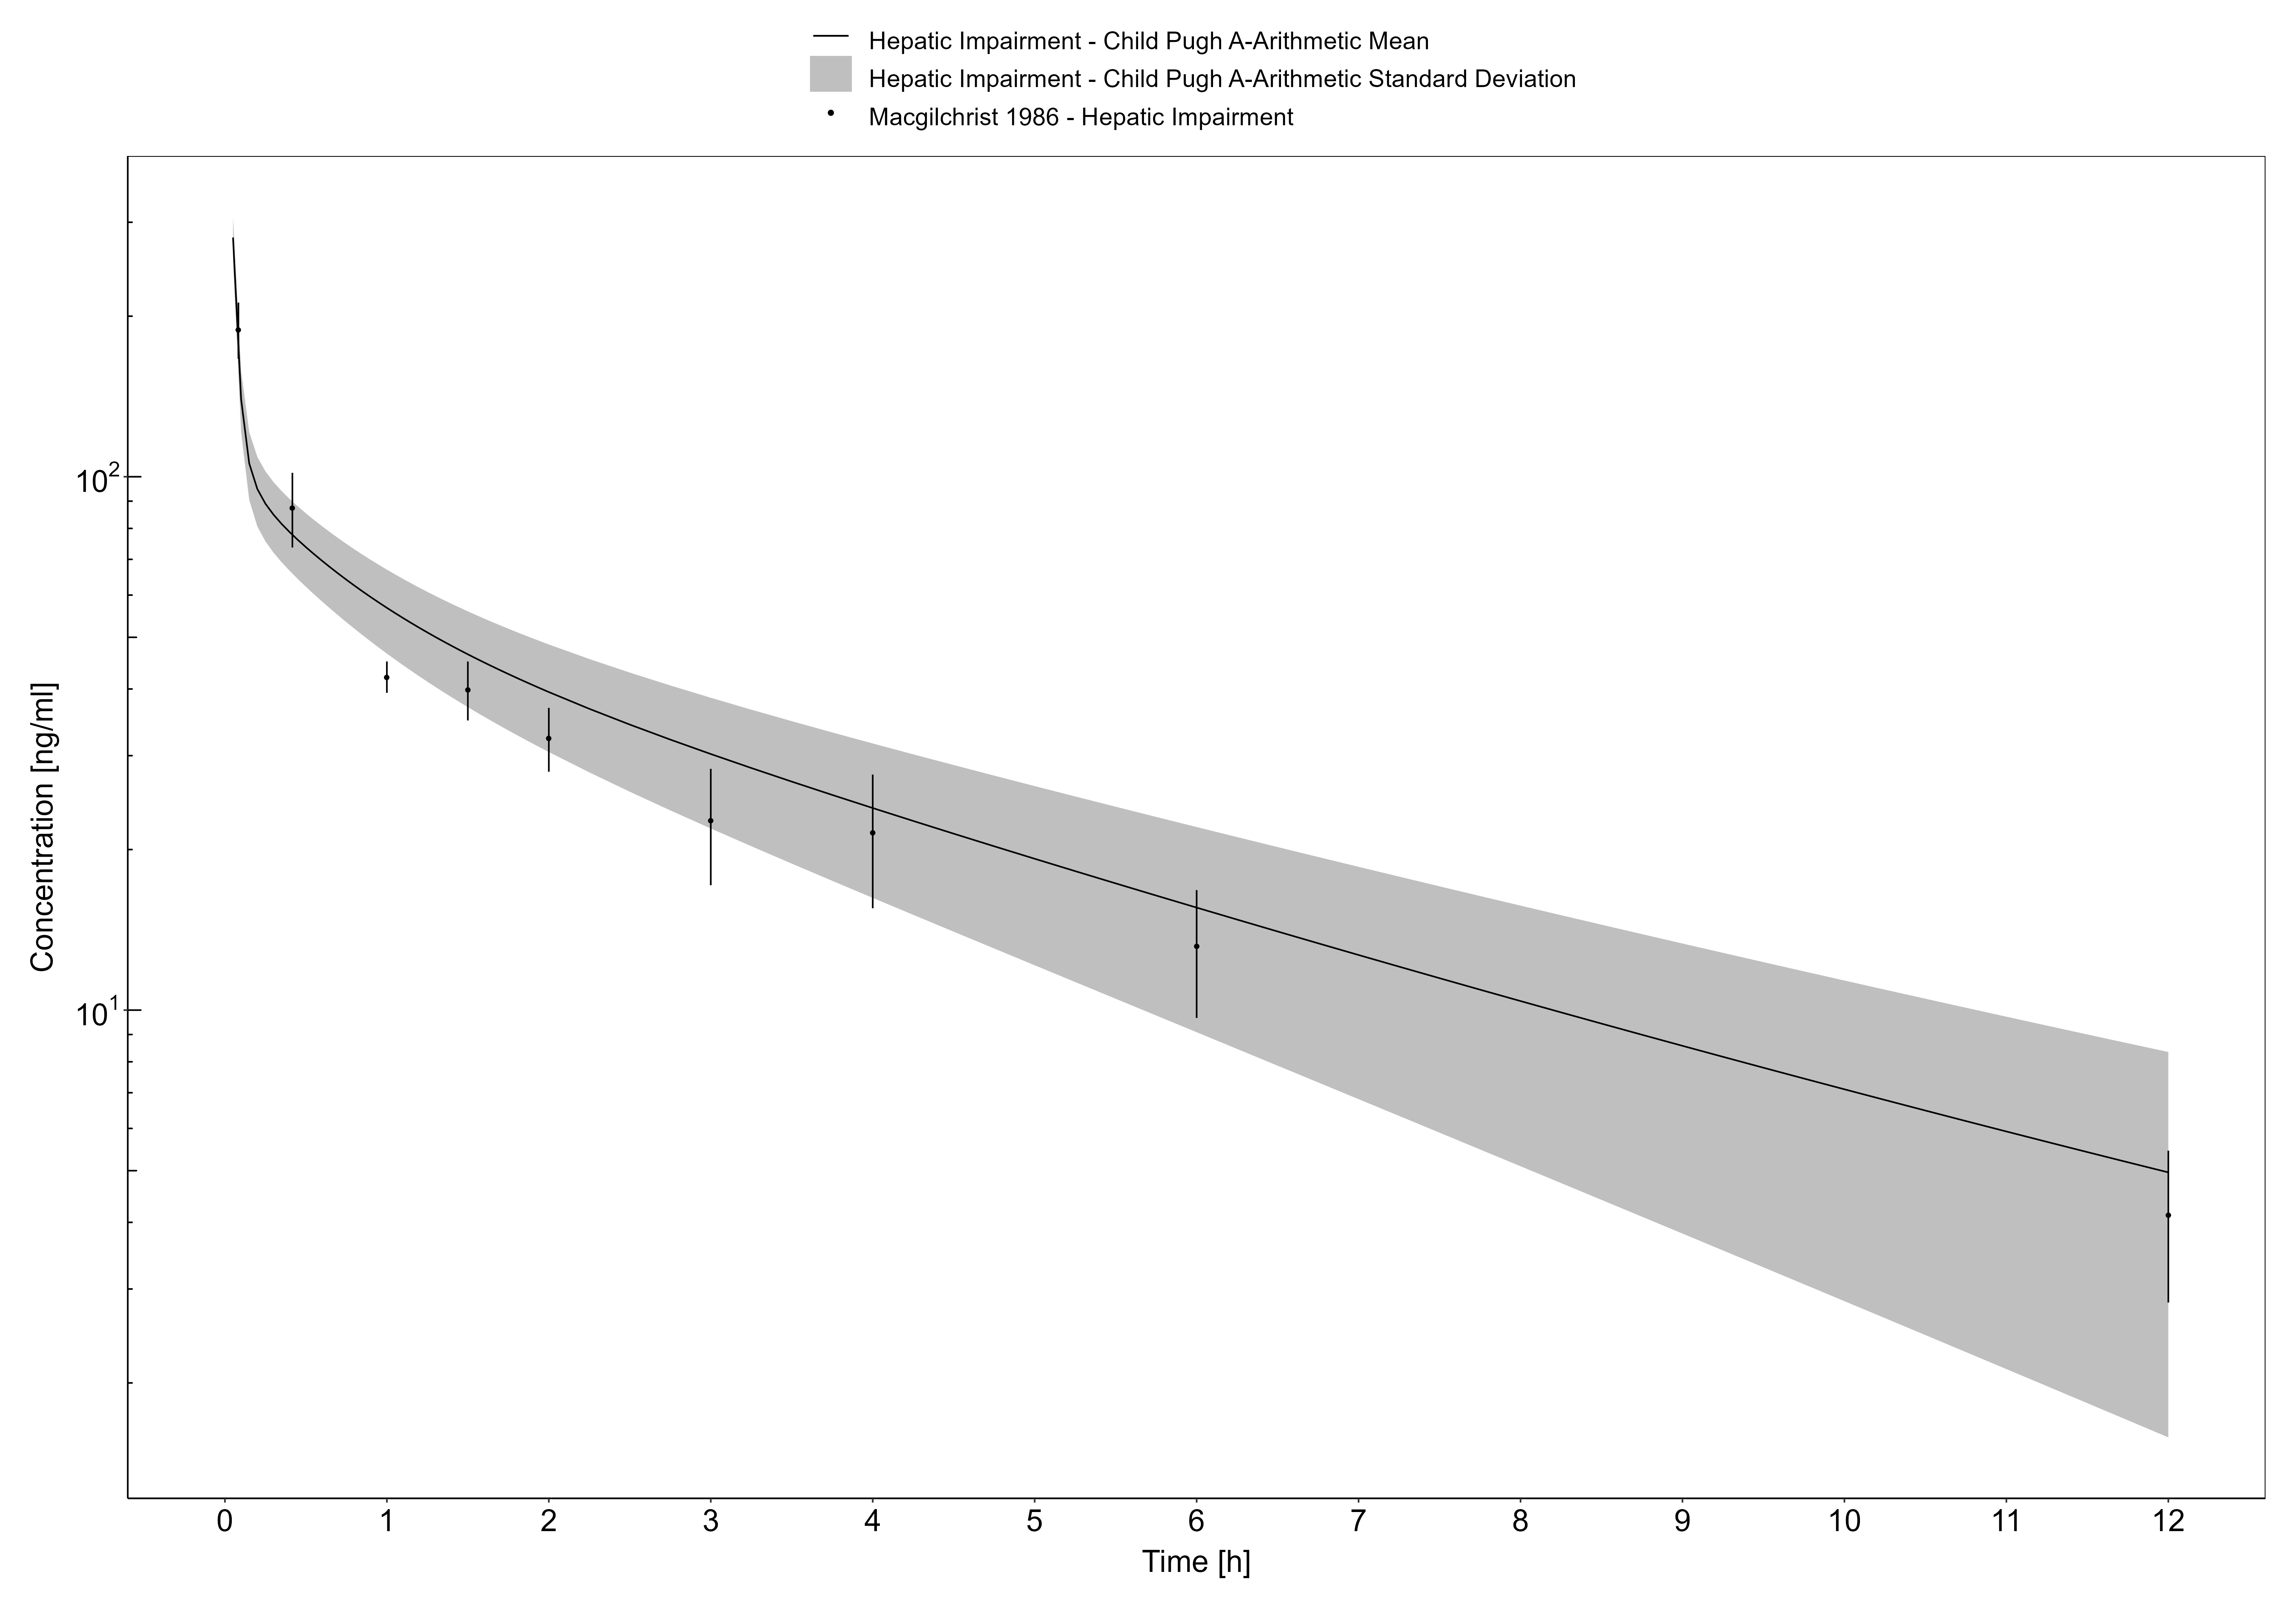 Hepatic Impairment - Child Pugh A-Arithmetic Mean
Hepatic Impairment - Child Pugh A-Arithmetic Standard Deviation
Macgilchrist 1986 - Hepatic Impairment
Concentration [ng/ml]
10²
10¹
0 1 2 3 4 5 6 7 8 9 10 11 12
Time [h]